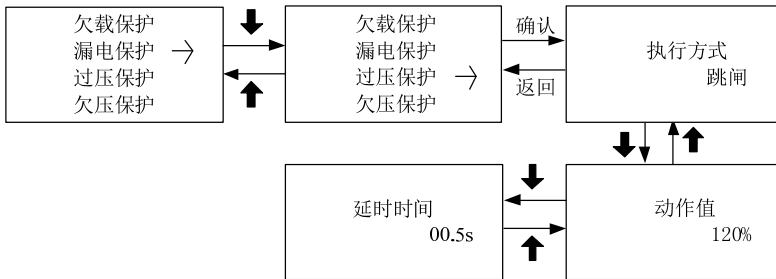 欠载保护
漏电保护 →
过压保护
欠压保护
欠载保护
漏电保护
过压保护 →
欠压保护
确认
返回
执行方式
跳闸
延时时间
00.5s
动作值
120%